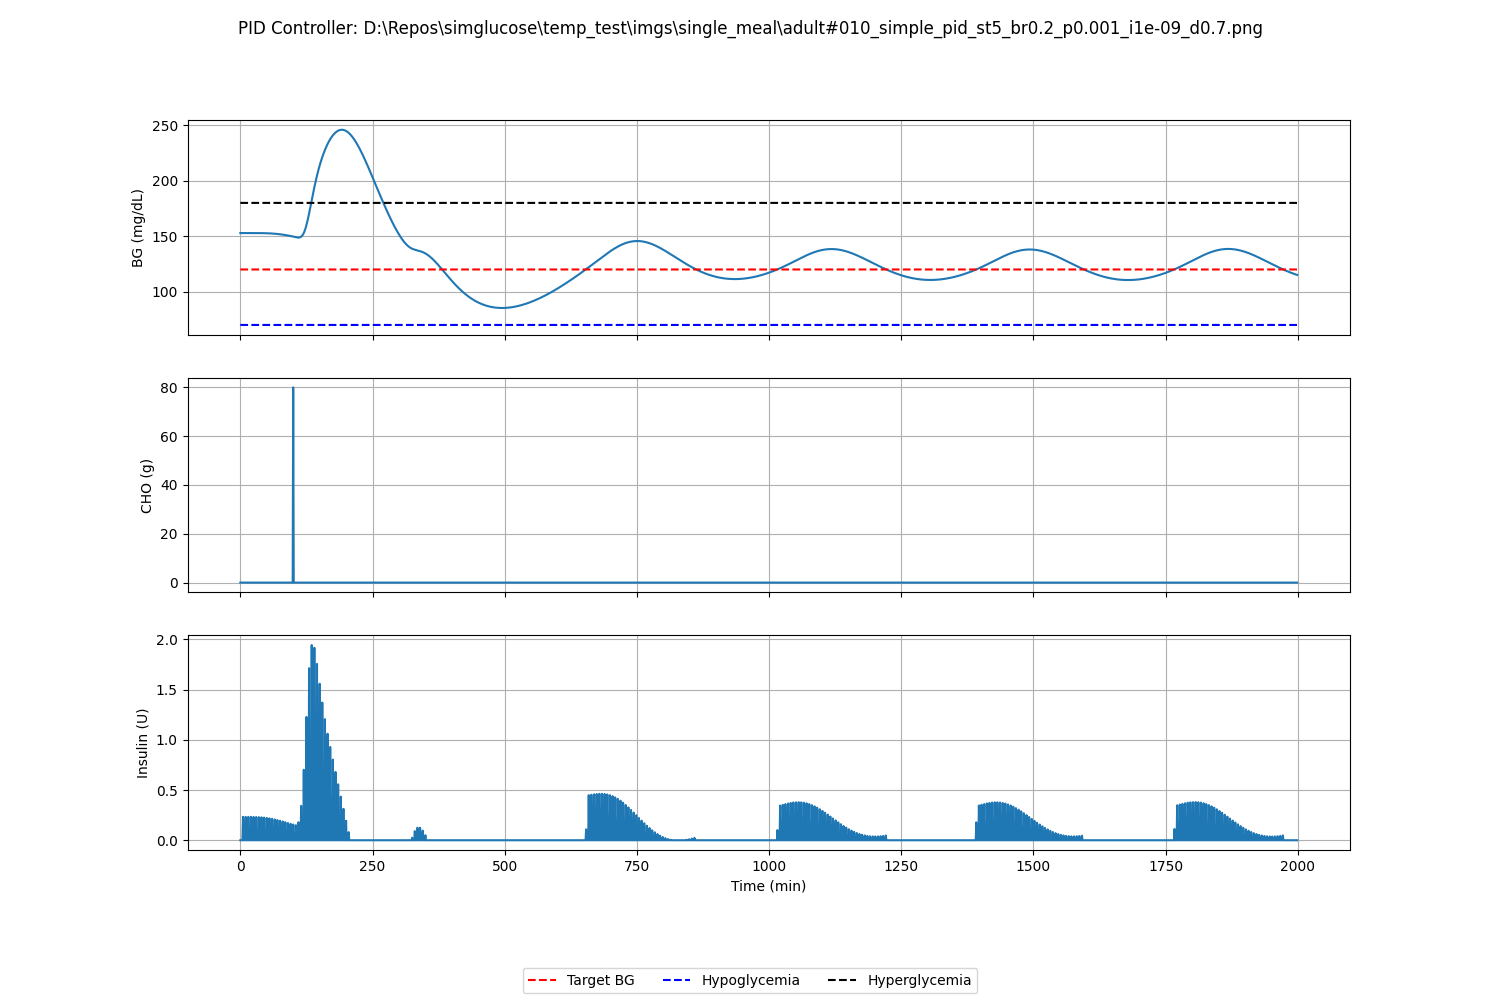 PID Controller: D:\Repos\simglucose\temp_test\imgs\single_meal\adult#010_simple_pid_st5_br0.2_p0.001_i1e-09_d0.7.png
250
200
150
100
BG (mg/dL)
80
60
40
20
0
CHO (g)
2.0
1.5
1.0
0.5
0.0
Insulin (U)
0 250 500 750 1000 1250 1500 1750 2000
Time (min)
Target BG Hypoglycemia Hyperglycemia